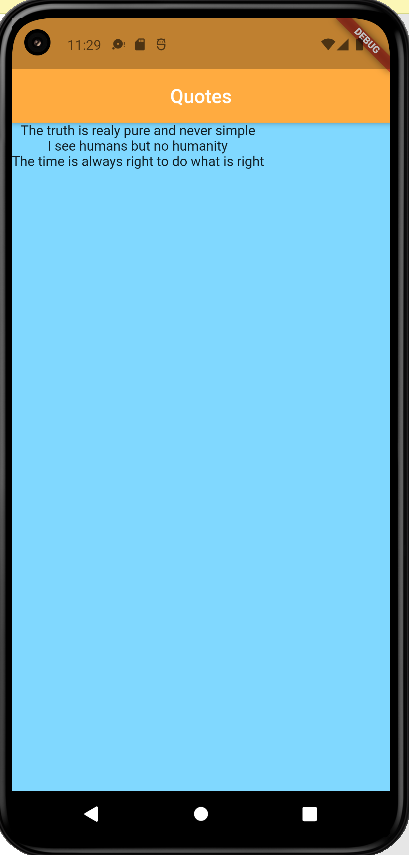 11:29
DEBUG
Quotes
The truth is realy pure and never simple
I see humans but no humanity
The time is always right to do what is right